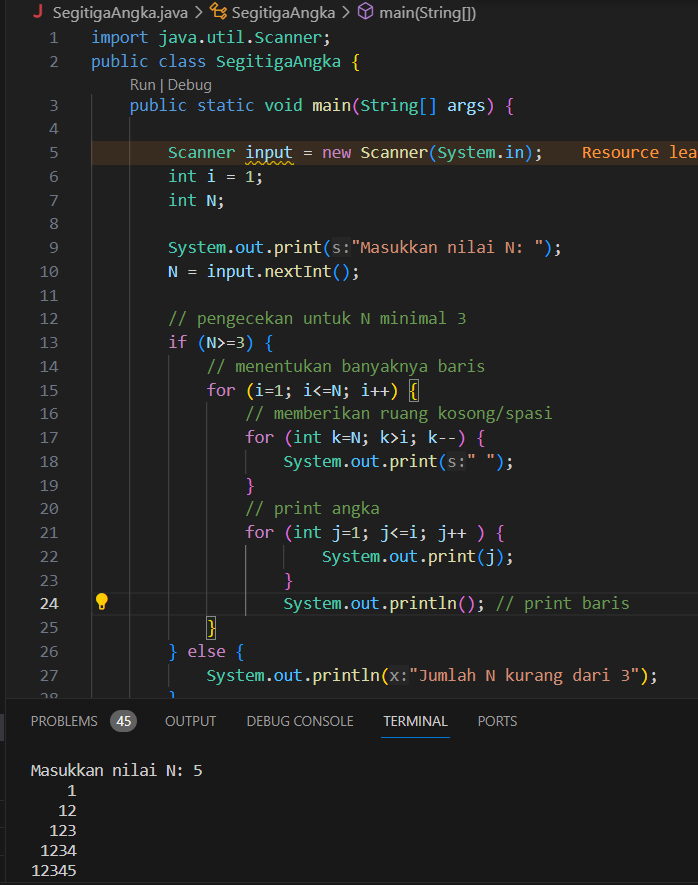 SegitigaAngka.java > SegitigaAngka > main(String[])
1 import java.util.Scanner;
2 public class SegitigaAngka {
Run | Debug
3 public static void main(String[] args) {
4
5 Scanner input = new Scanner(System.in); Resource lea
6 int i = 1;
7 int N;
8
9 System.out.print(s:"Masukkan nilai N: ");
10 N = input.nextInt();
11
12 // pengecekan untuk N minimal 3
13 if (N>=3) {
14 // menentukan banyaknya baris
15 for (i=1; i<=N; i++) {
16 // memberikan ruang kosong/spasi
17 for (int k=N; k>i; k--) {
18 System.out.print(s:" ");
19 }
20 // print angka
21 for (int j=1; j<=i; j++ ) {
22 System.out.print(j);
23 }
24 System.out.println(); // print baris
25 }
26 } else {
27 System.out.println(x:"Jumlah N kurang dari 3");
28 }
PROBLEMS 45 OUTPUT DEBUG CONSOLE TERMINAL PORTS
Masukkan nilai N: 5
1
12
123
1234
12345